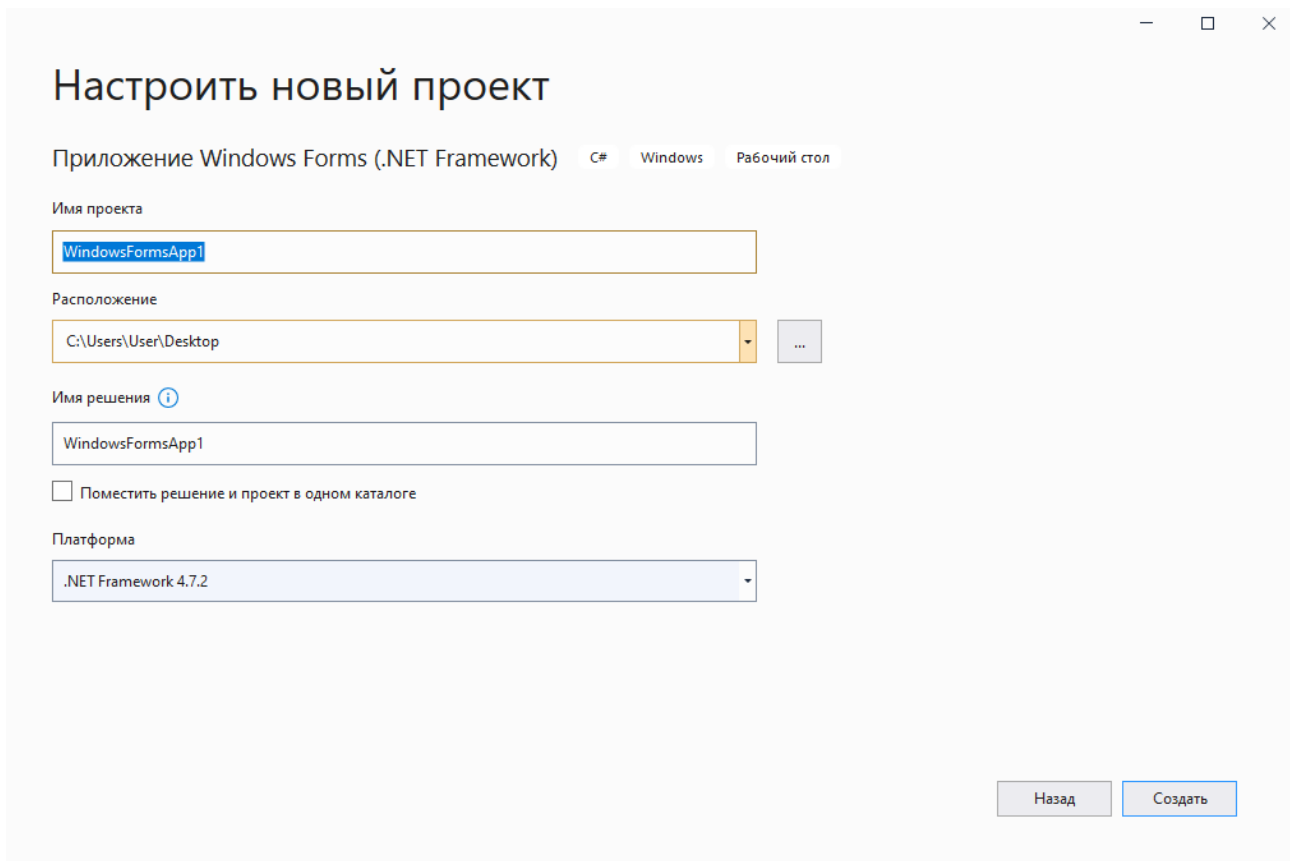 Настроить новый проект
Приложение Windows Forms (.NET Framework) C# Windows Рабочий стол
Имя проекта
WindowsFormsApp1
Расположение
C:\Users\User\Desktop
...
Имя решения
WindowsFormsApp1
Поместить решение и проект в одном каталоге
Платформа
.NET Framework 4.7.2
Назад Создать